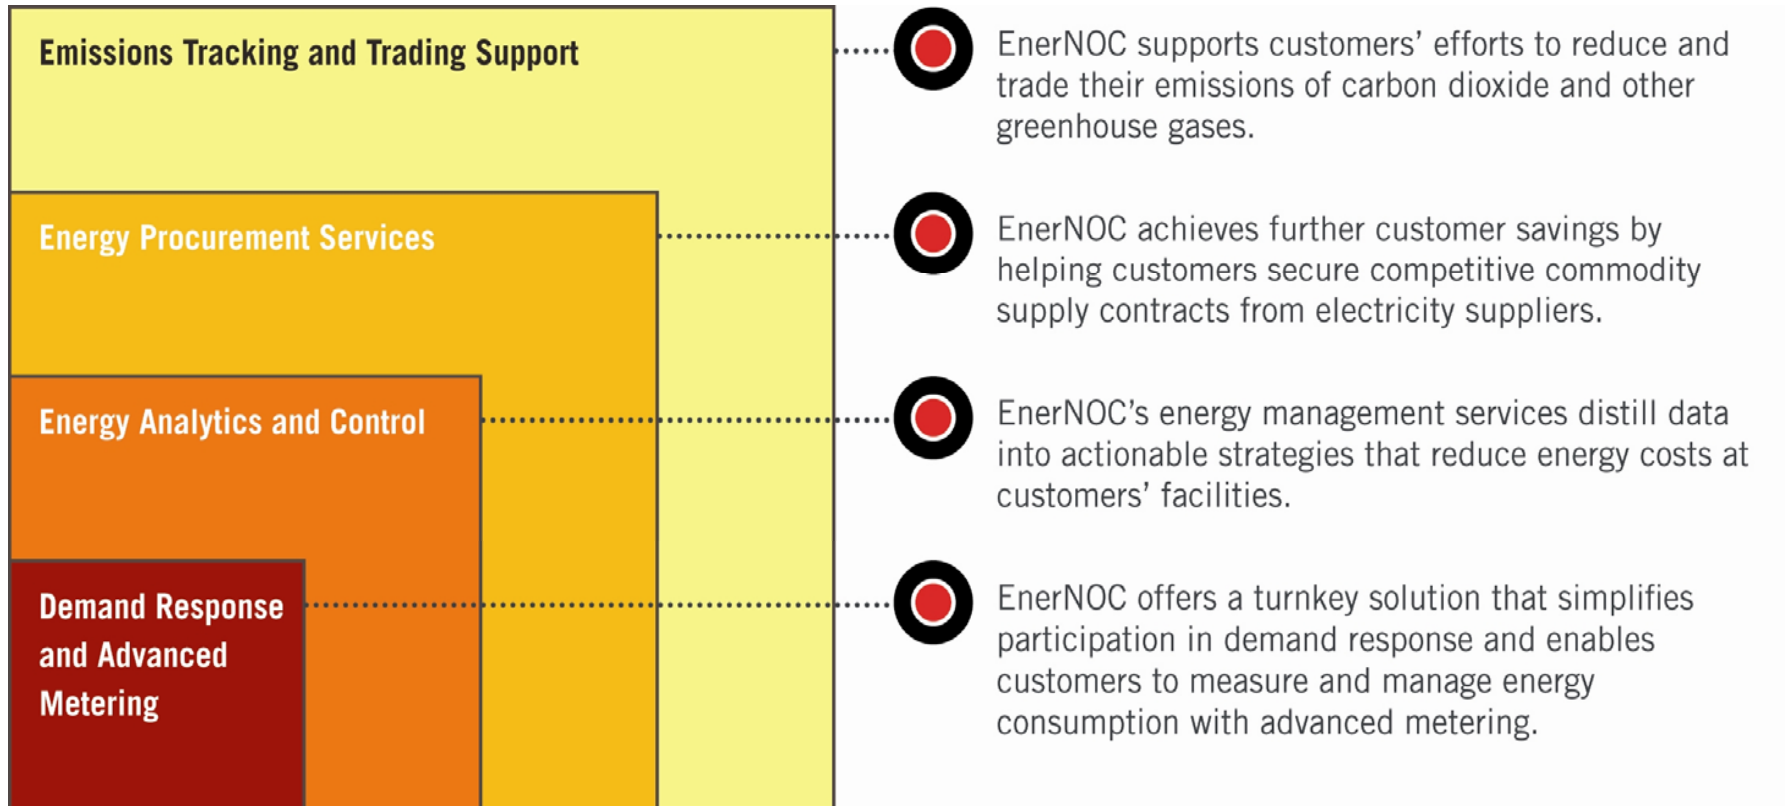 Emissions Tracking and Trading Support
EnerNOC supports customers’ efforts to reduce and
trade their emissions of carbon dioxide and other
greenhouse gases.
Energy Procurement Services
EnerNOC achieves further customer savings by
helping customers secure competitive commodity
supply contracts from electricity suppliers.
Energy Analytics and Control
EnerNOC’s energy management services distill data
into actionable strategies that reduce energy costs at
customers’ facilities.
Demand Response
and Advanced
Metering
EnerNOC offers a turnkey solution that simplifies
participation in demand response and enables
customers to measure and manage energy
consumption with advanced metering.